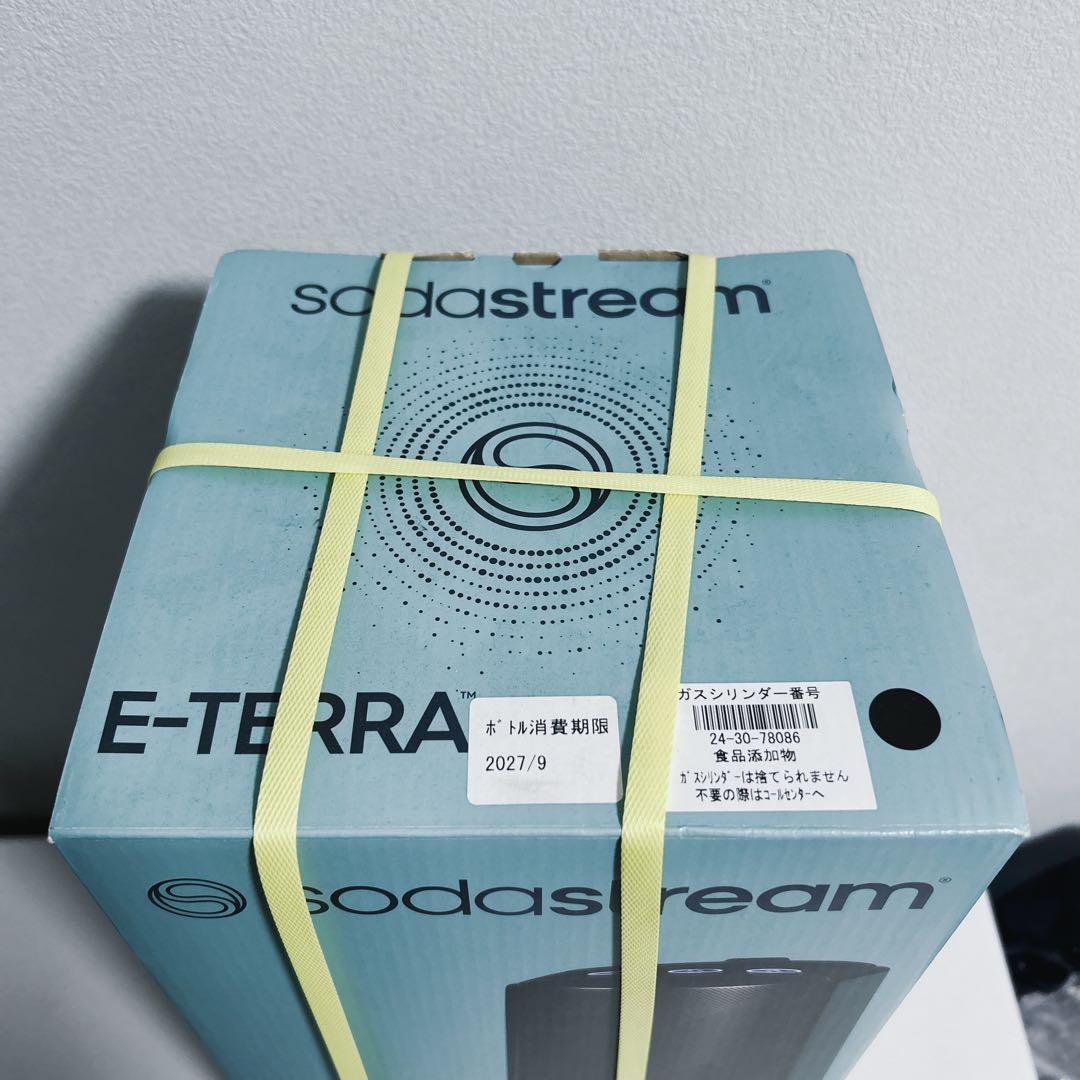 sodastream®
E-TERRA™
ﾎﾞﾄﾙ消費期限
2027/9
ガスシリンダー番号
24-30-78086
食品添加物
ｶﾞｽｼﾘﾝﾀﾞｰは捨てられません
不要の際はｺｰﾙｾﾝﾀｰへ
sodastream®